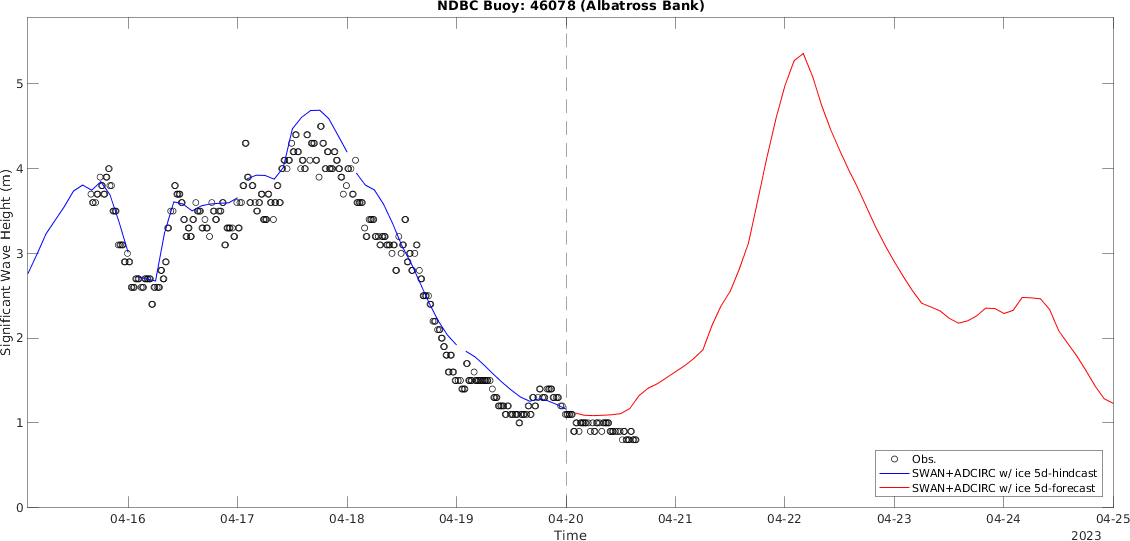 NDBC Buoy: 46078 (Albatross Bank)
Significant Wave Height (m)
5
4
3
2
1
0
Obs.
SWAN+ADCIRC w/ ice 5d-hindcast
SWAN+ADCIRC w/ ice 5d-forecast
04-16 04-17 04-18 04-19 04-20 04-21 04-22 04-23 04-24 04-25
Time
2023